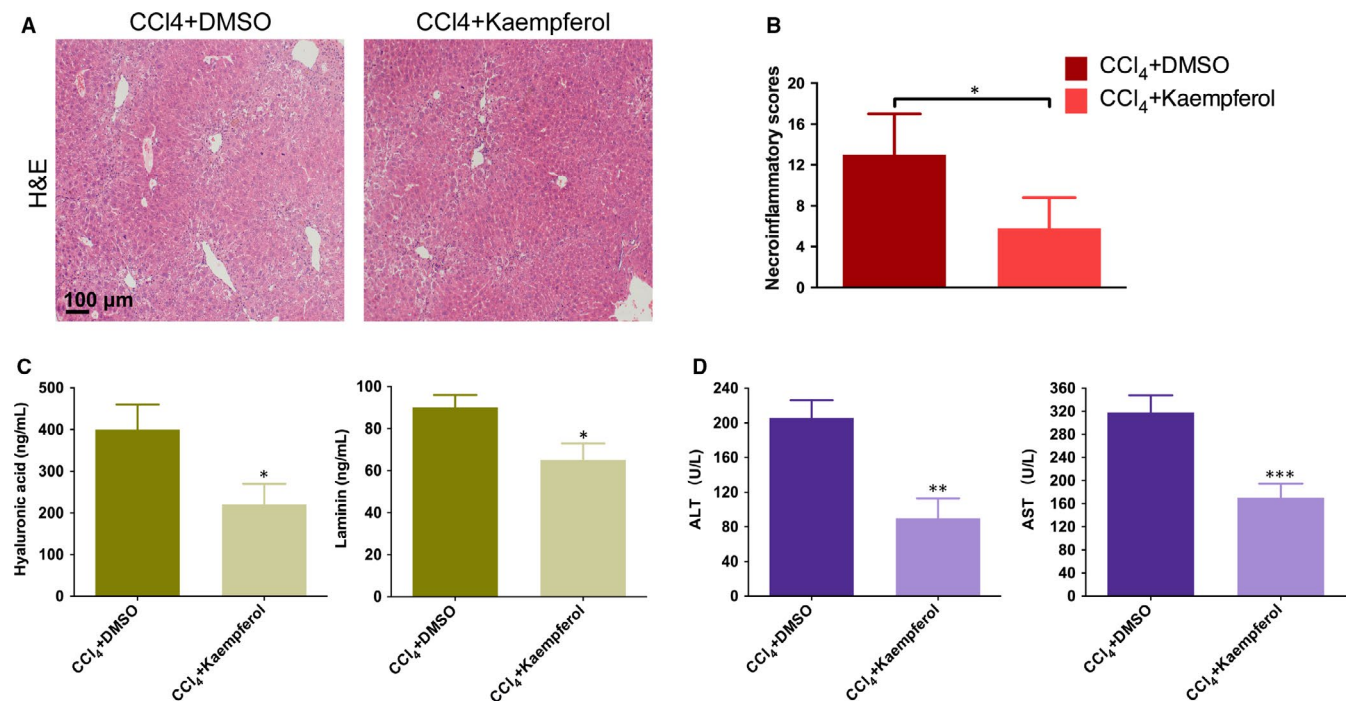 A
CCl4+DMSO
CCl4+Kaempferol
H&E
100 µm
B
CCl₄+DMSO
CCl₄+Kaempferol
Necroinflammatory scores
20
16
12
8
4
0
*
C
Hyaluronic acid (ng/mL)
500
400
300
200
100
0
*
CCl₄+DMSO
CCl₄+Kaempferol
Laminin (ng/mL)
100
80
60
40
20
0
*
CCl₄+DMSO
CCl₄+Kaempferol
D
ALT (U/L)
240
200
160
120
80
40
0
**
CCl₄+DMSO
CCl₄+Kaempferol
AST (U/L)
360
320
280
240
200
160
120
80
40
0
***
CCl₄+DMSO
CCl₄+Kaempferol